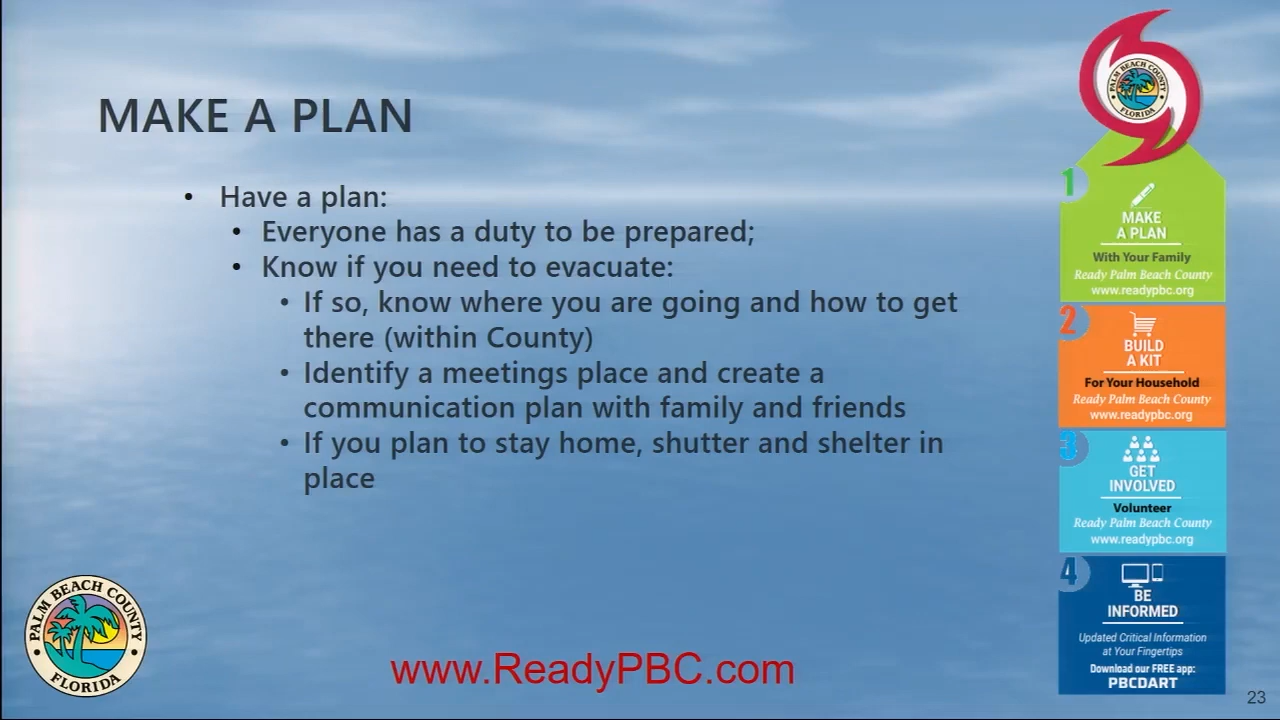 MAKE A PLAN
• Have a plan:
• Everyone has a duty to be prepared;
• Know if you need to evacuate:
• If so, know where you are going and how to get
there (within County)
• Identify a meetings place and create a
communication plan with family and friends
• If you plan to stay home, shutter and shelter in
place
PALM BEACH COUNTY
FLORIDA
www.ReadyPBC.com
PALM BEACH COUNTY
FLORIDA
1
MAKE
A PLAN
With Your Family
Ready Palm Beach County
www.readypbc.org
2
BUILD
A KIT
For Your Household
Ready Palm Beach County
www.readypbc.org
3
GET
INVOLVED
Volunteer
Ready Palm Beach County
www.readypbc.org
4
BE
INFORMED
Updated Critical Information
at Your Fingertips
Download our FREE app:
PBCDART
23